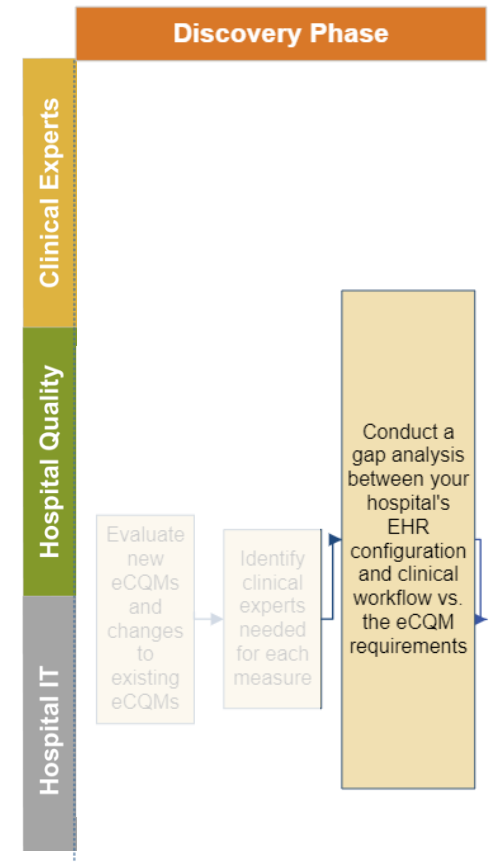 Discovery Phase
Clinical Experts
Hospital Quality
Hospital IT
Evaluate
new
eCQMs
and
changes
to
existing
eCQMs
Identify
clinical
experts
needed
for each
measure
Conduct a
gap analysis
between your
hospital's
EHR
configuration
and clinical
workflow vs.
the eCQM
requirements